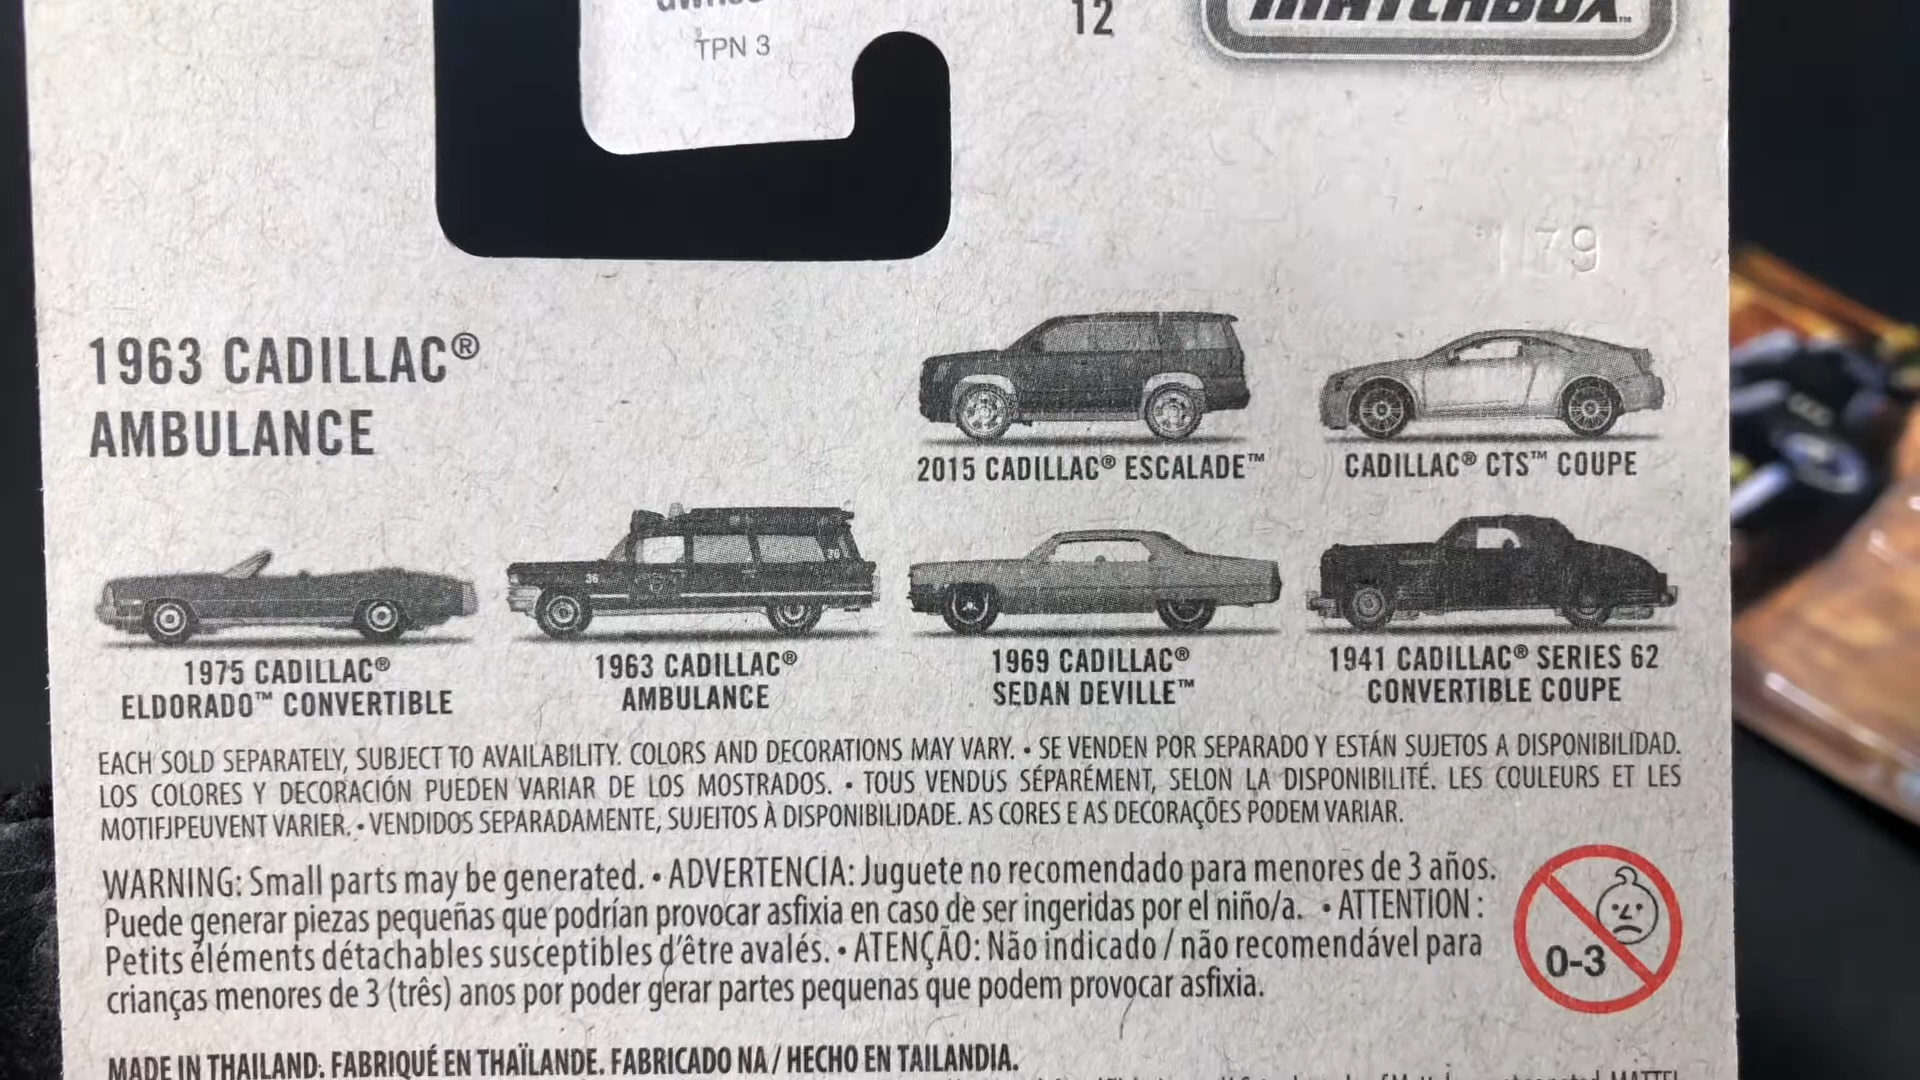 TPN 3
12
MATCHBOX™
179
1963 CADILLAC®
AMBULANCE
2015 CADILLAC® ESCALADE™
CADILLAC® CTS™ COUPE
36
70
1975 CADILLAC®
ELDORADO™ CONVERTIBLE
1963 CADILLAC®
AMBULANCE
1969 CADILLAC®
SEDAN DEVILLE™
1941 CADILLAC® SERIES 62
CONVERTIBLE COUPE
EACH SOLD SEPARATELY, SUBJECT TO AVAILABILITY. COLORS AND DECORATIONS MAY VARY. • SE VENDEN POR SEPARADO Y ESTÁN SUJETOS A DISPONIBILIDAD.
LOS COLORES Y DECORACIÓN PUEDEN VARIAR DE LOS MOSTRADOS. • TOUS VENDUS SÉPARÉMENT, SELON LA DISPONIBILITÉ. LES COULEURS ET LES
MOTIFJPEUVENT VARIER. • VENDIDOS SEPARADAMENTE, SUJEITOS À DISPONIBILIDADE. AS CORES E AS DECORAÇÕES PODEM VARIAR.
WARNING: Small parts may be generated. • ADVERTENCIA: Juguete no recomendado para menores de 3 años.
Puede generar piezas pequeñas que podrían provocar asfixia en caso de ser ingeridas por el niño/a. • ATTENTION :
Petits éléments détachables susceptibles d'être avalés. • ATENÇÃO: Não indicado / não recomendável para
crianças menores de 3 (três) anos por poder gerar partes pequenas que podem provocar asfixia.
0-3
MADE IN THAILAND. FABRIQUÉ EN THAÏLANDE. FABRICADO NA / HECHO EN TAILANDIA.
MATTEL